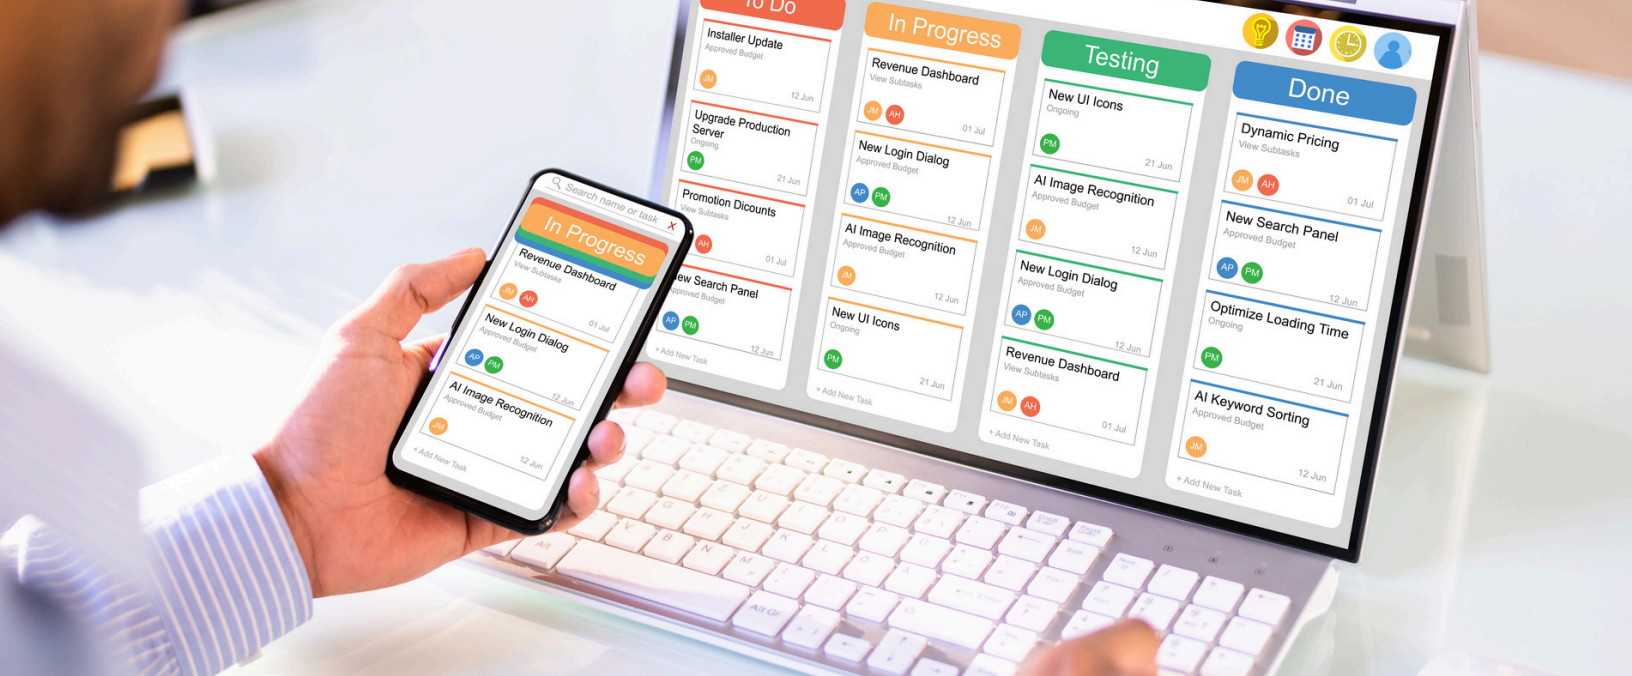 To Do
Installer Update
Approved Budget
JM
12 Jun
Upgrade Production
Server
Ongoing
PM
21 Jun
Promotion Dicounts
View Subtasks
AH
01 Jul
New Search Panel
Approved Budget
AP PM
12 Jun
+ Add New Task
In Progress
Revenue Dashboard
View Subtasks
JM AH
01 Jul
New Login Dialog
Approved Budget
AP PM
12 Jun
AI Image Recognition
Approved Budget
JM
12 Jun
New UI Icons
Ongoing
PM
21 Jun
+ Add New Task
Testing
New UI Icons
Ongoing
PM
21 Jun
AI Image Recognition
Approved Budget
JM
12 Jun
New Login Dialog
Approved Budget
AP PM
12 Jun
Revenue Dashboard
View Subtasks
JM AH
01 Jul
+ Add New Task
Done
Dynamic Pricing
View Subtasks
JM AH
01 Jul
New Search Panel
Approved Budget
AP PM
12 Jun
Optimize Loading Time
Ongoing
PM
21 Jun
AI Keyword Sorting
Approved Budget
JM
12 Jun
+ Add New Task
Search name or task X
In Progress
Revenue Dashboard
View Subtasks
JM AH
01 Jul
New Login Dialog
Approved Budget
AP PM
12 Jun
AI Image Recognition
Approved Budget
JM
12 Jun
+ Add New Task
R T Z U I O P Ü
F G H J K L Ö Ä
V B N M
Alt
Alt Gr
7 8 9
4